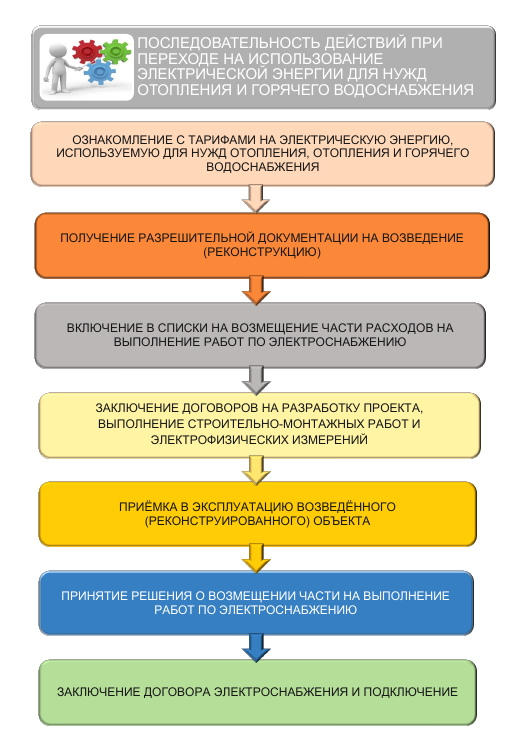 ПОСЛЕДОВАТЕЛЬНОСТЬ ДЕЙСТВИЙ ПРИ
ПЕРЕХОДЕ НА ИСПОЛЬЗОВАНИЕ
ЭЛЕКТРИЧЕСКОЙ ЭНЕРГИИ ДЛЯ НУЖД
ОТОПЛЕНИЯ И ГОРЯЧЕГО ВОДОСНАБЖЕНИЯ
ОЗНАКОМЛЕНИЕ С ТАРИФАМИ НА ЭЛЕКТРИЧЕСКУЮ ЭНЕРГИЮ,
ИСПОЛЬЗУЕМУЮ ДЛЯ НУЖД ОТОПЛЕНИЯ, ОТОПЛЕНИЯ И ГОРЯЧЕГО
ВОДОСНАБЖЕНИЯ
ПОЛУЧЕНИЕ РАЗРЕШИТЕЛЬНОЙ ДОКУМЕНТАЦИИ НА ВОЗВЕДЕНИЕ
(РЕКОНСТРУКЦИЮ)
ВКЛЮЧЕНИЕ В СПИСКИ НА ВОЗМЕЩЕНИЕ ЧАСТИ РАСХОДОВ НА
ВЫПОЛНЕНИЕ РАБОТ ПО ЭЛЕКТРОСНАБЖЕНИЮ
ЗАКЛЮЧЕНИЕ ДОГОВОРОВ НА РАЗРАБОТКУ ПРОЕКТА,
ВЫПОЛНЕНИЕ СТРОИТЕЛЬНО-МОНТАЖНЫХ РАБОТ И
ЭЛЕКТРОФИЗИЧЕСКИХ ИЗМЕРЕНИЙ
ПРИЁМКА В ЭКСПЛУАТАЦИЮ ВОЗВЕДЁННОГО
(РЕКОНСТРУИРОВАННОГО) ОБЪЕКТА
ПРИНЯТИЕ РЕШЕНИЯ О ВОЗМЕЩЕНИИ ЧАСТИ НА ВЫПОЛНЕНИЕ
РАБОТ ПО ЭЛЕКТРОСНАБЖЕНИЮ
ЗАКЛЮЧЕНИЕ ДОГОВОРА ЭЛЕКТРОСНАБЖЕНИЯ И ПОДКЛЮЧЕНИЕ